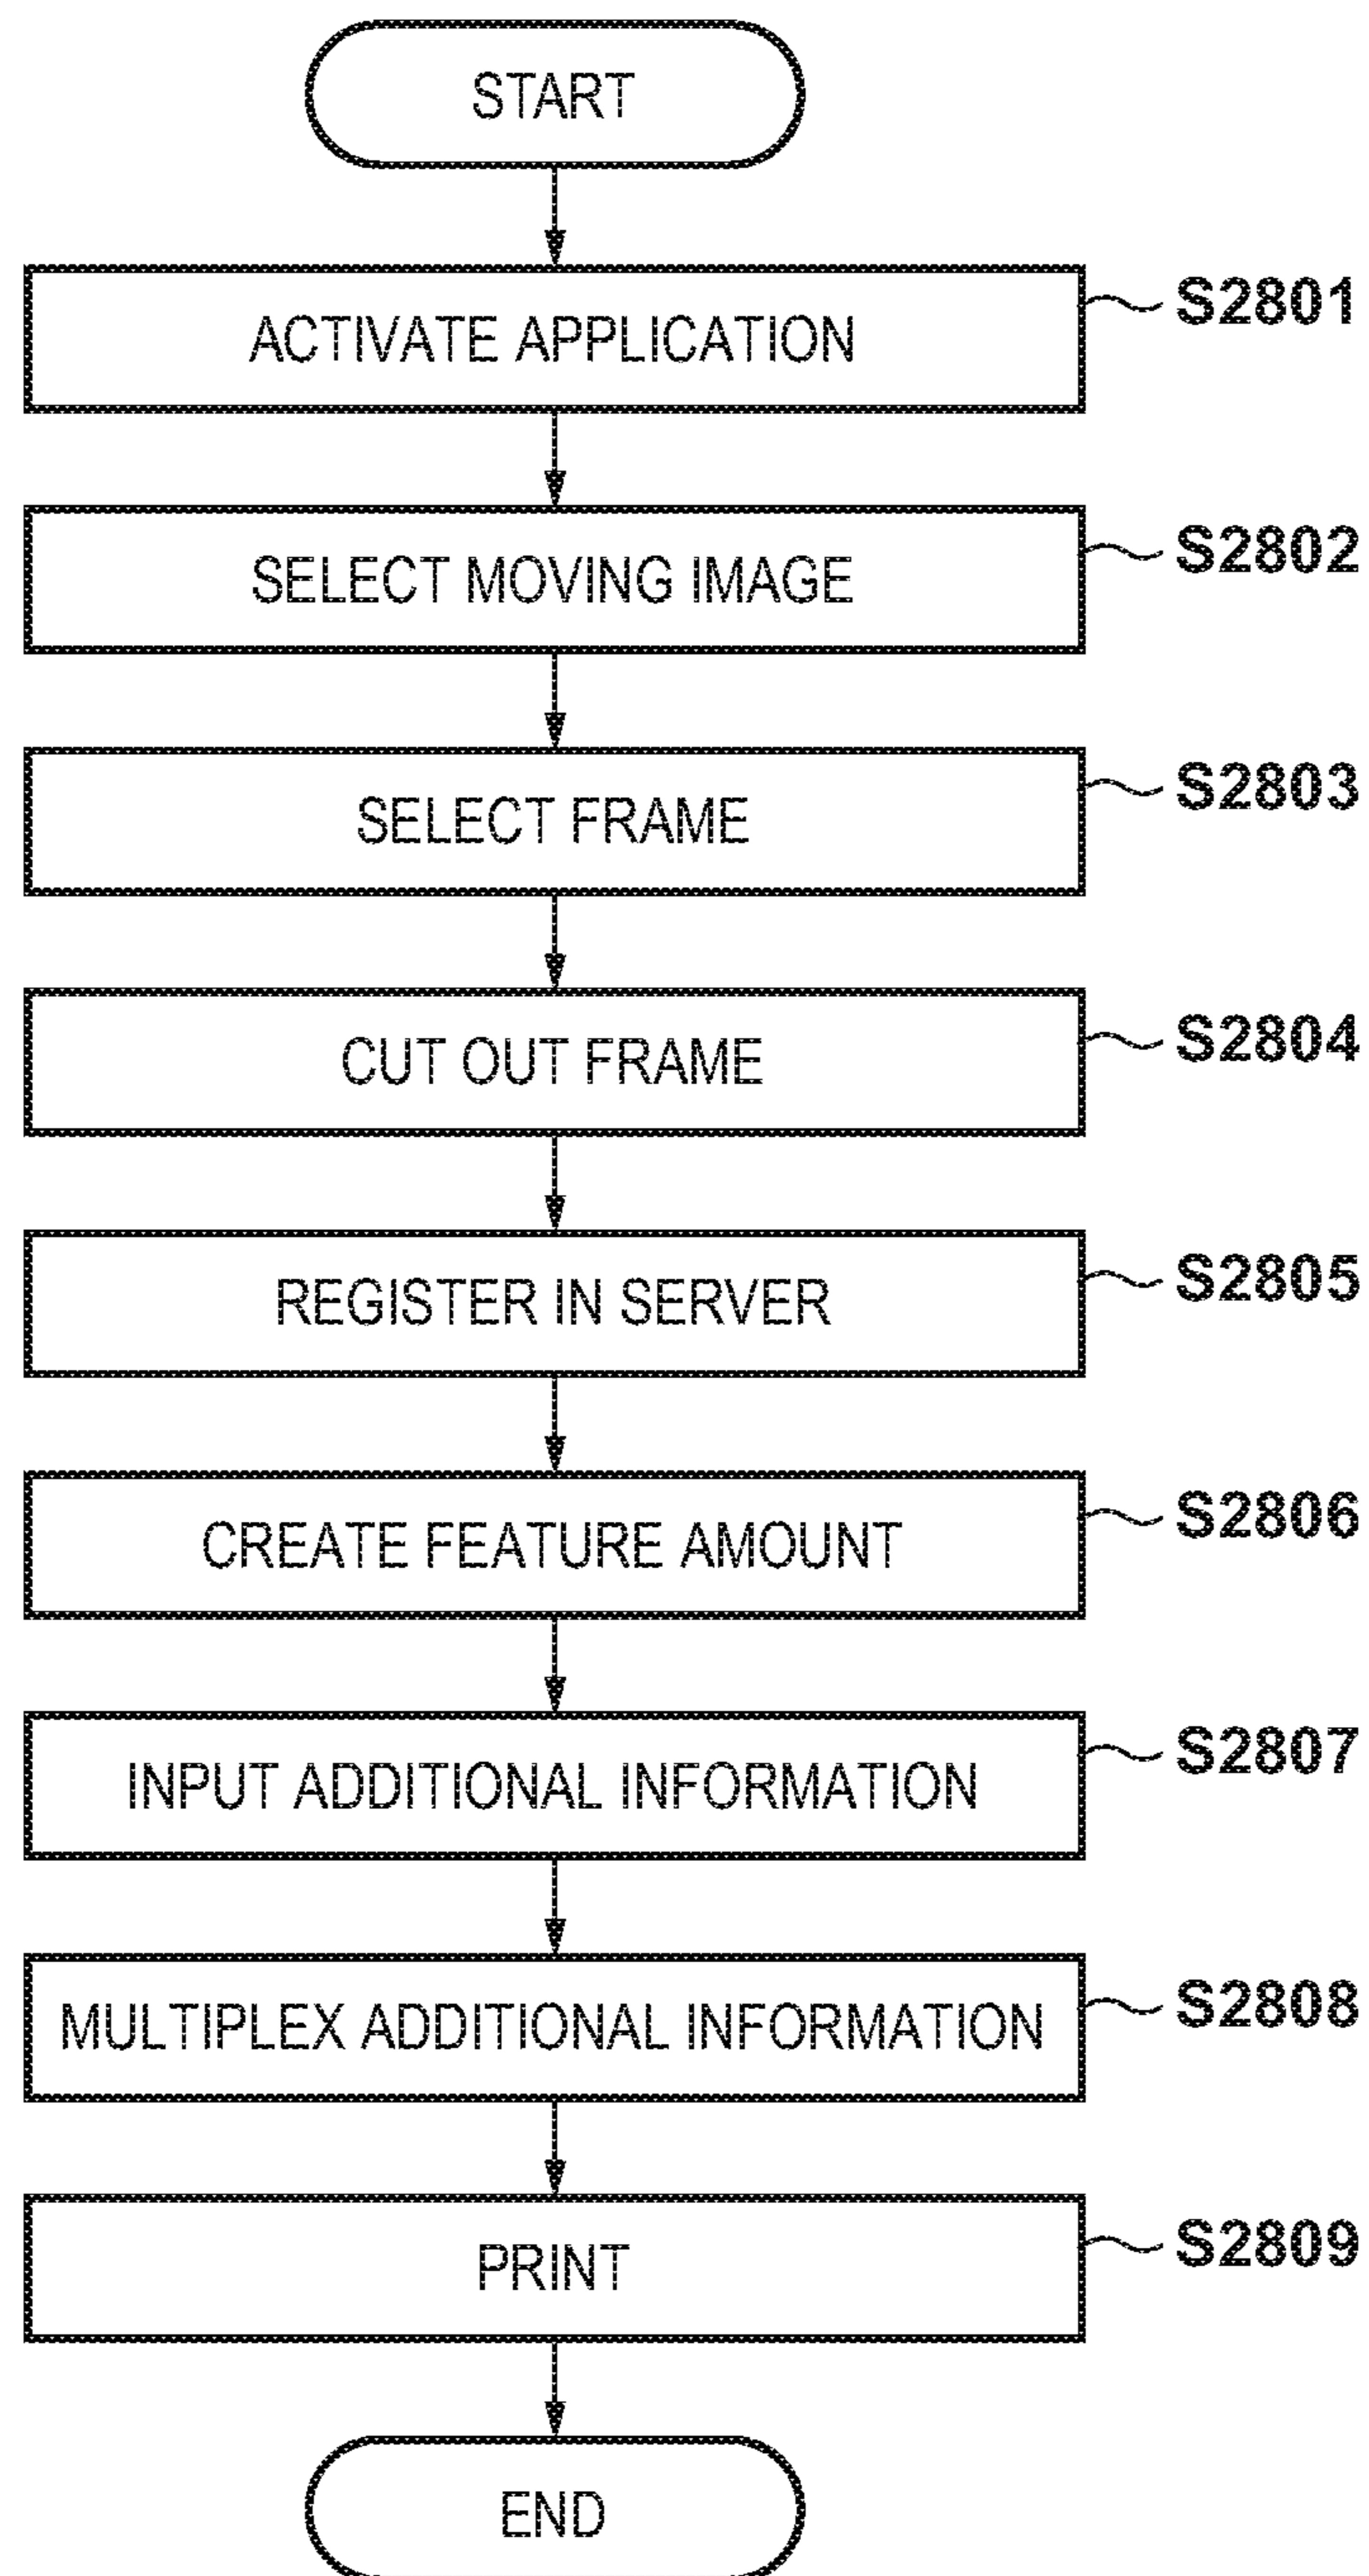 START
ACTIVATE APPLICATION S2801
SELECT MOVING IMAGE S2802
SELECT FRAME S2803
CUT OUT FRAME S2804
REGISTER IN SERVER S2805
CREATE FEATURE AMOUNT S2806
INPUT ADDITIONAL INFORMATION S2807
MULTIPLEX ADDITIONAL INFORMATION S2808
PRINT S2809
END